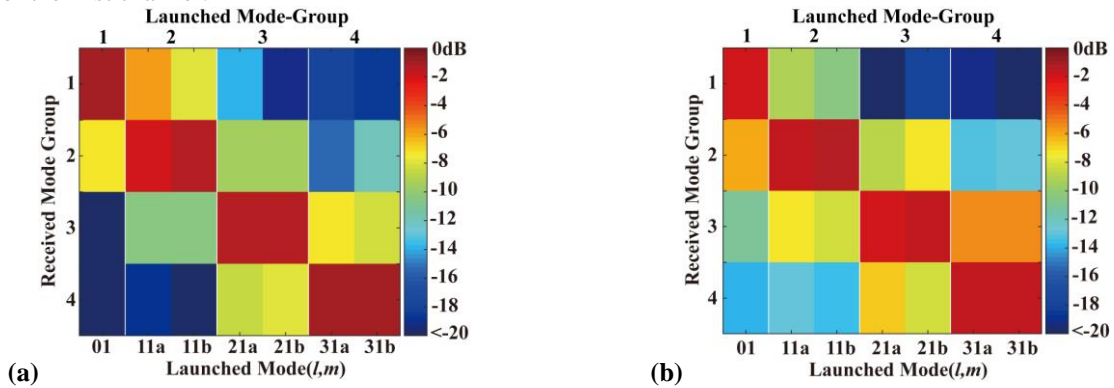 Launched Mode-Group
1 2 3 4
0dB
-2
-4
-6
-8
-10
-12
-14
-16
-18
<-20
Received Mode Group
1
2
3
4
01 11a 11b 21a 21b 31a 31b
Launched Mode(l,m)
(a)
Launched Mode-Group
1 2 3 4
0dB
-2
-4
-6
-8
-10
-12
-14
-16
-18
<-20
Received Mode Group
1
2
3
4
01 11a 11b 21a 21b 31a 31b
Launched Mode(l,m)
(b)